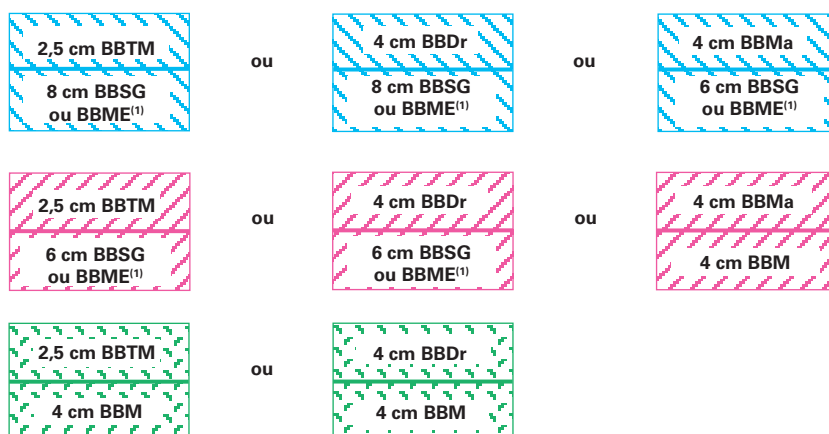 2,5 cm BBTM
8 cm BBSG
ou BBME(1)
ou
4 cm BBDr
8 cm BBSG
ou BBME(1)
ou
4 cm BBMa
6 cm BBSG
ou BBME(1)
2,5 cm BBTM
6 cm BBSG
ou BBME(1)
ou
4 cm BBDr
6 cm BBSG
ou BBME(1)
ou
4 cm BBMa
4 cm BBM
2,5 cm BBTM
4 cm BBM
ou
4 cm BBDr
4 cm BBM